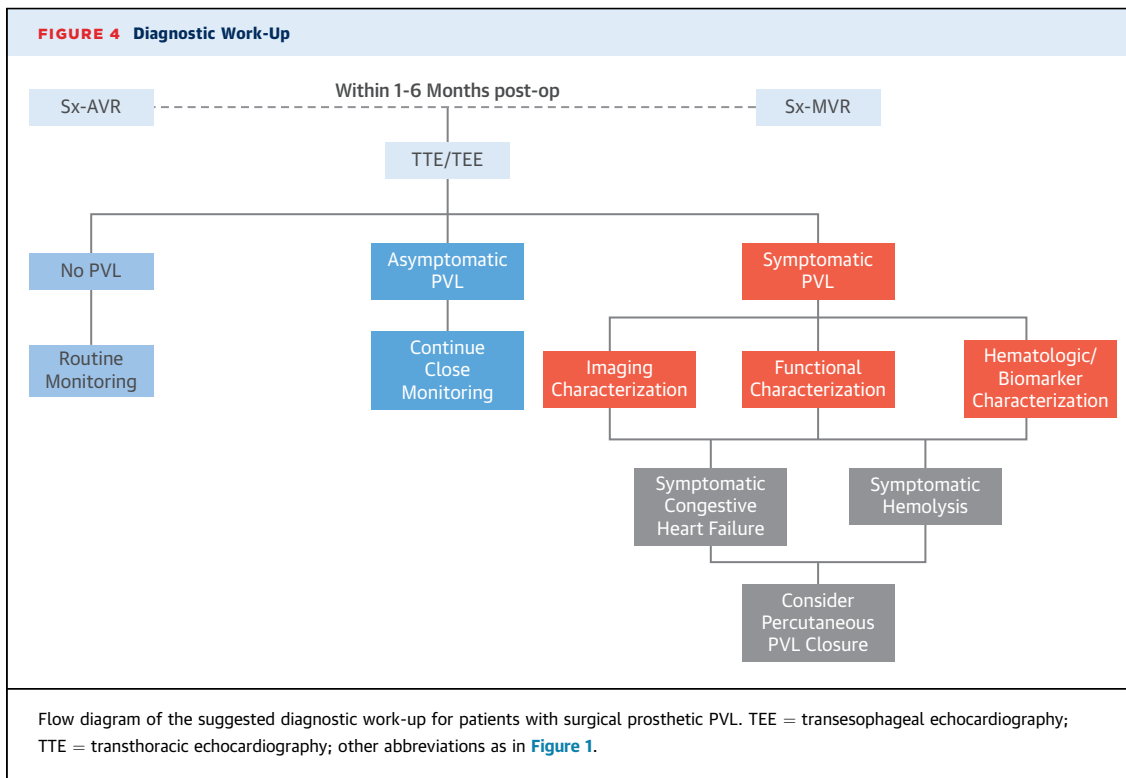 FIGURE 4 Diagnostic Work-Up
Within 1-6 Months post-op
Sx-AVR
Sx-MVR
TTE/TEE
No PVL
Asymptomatic
PVL
Symptomatic
PVL
Routine
Monitoring
Continue
Close
Monitoring
Imaging
Characterization
Functional
Characterization
Hematologic/
Biomarker
Characterization
Symptomatic
Congestive
Heart Failure
Symptomatic
Hemolysis
Consider
Percutaneous
PVL Closure
Flow diagram of the suggested diagnostic work-up for patients with surgical prosthetic PVL. TEE = transesophageal echocardiography;
TTE = transthoracic echocardiography; other abbreviations as in Figure 1.